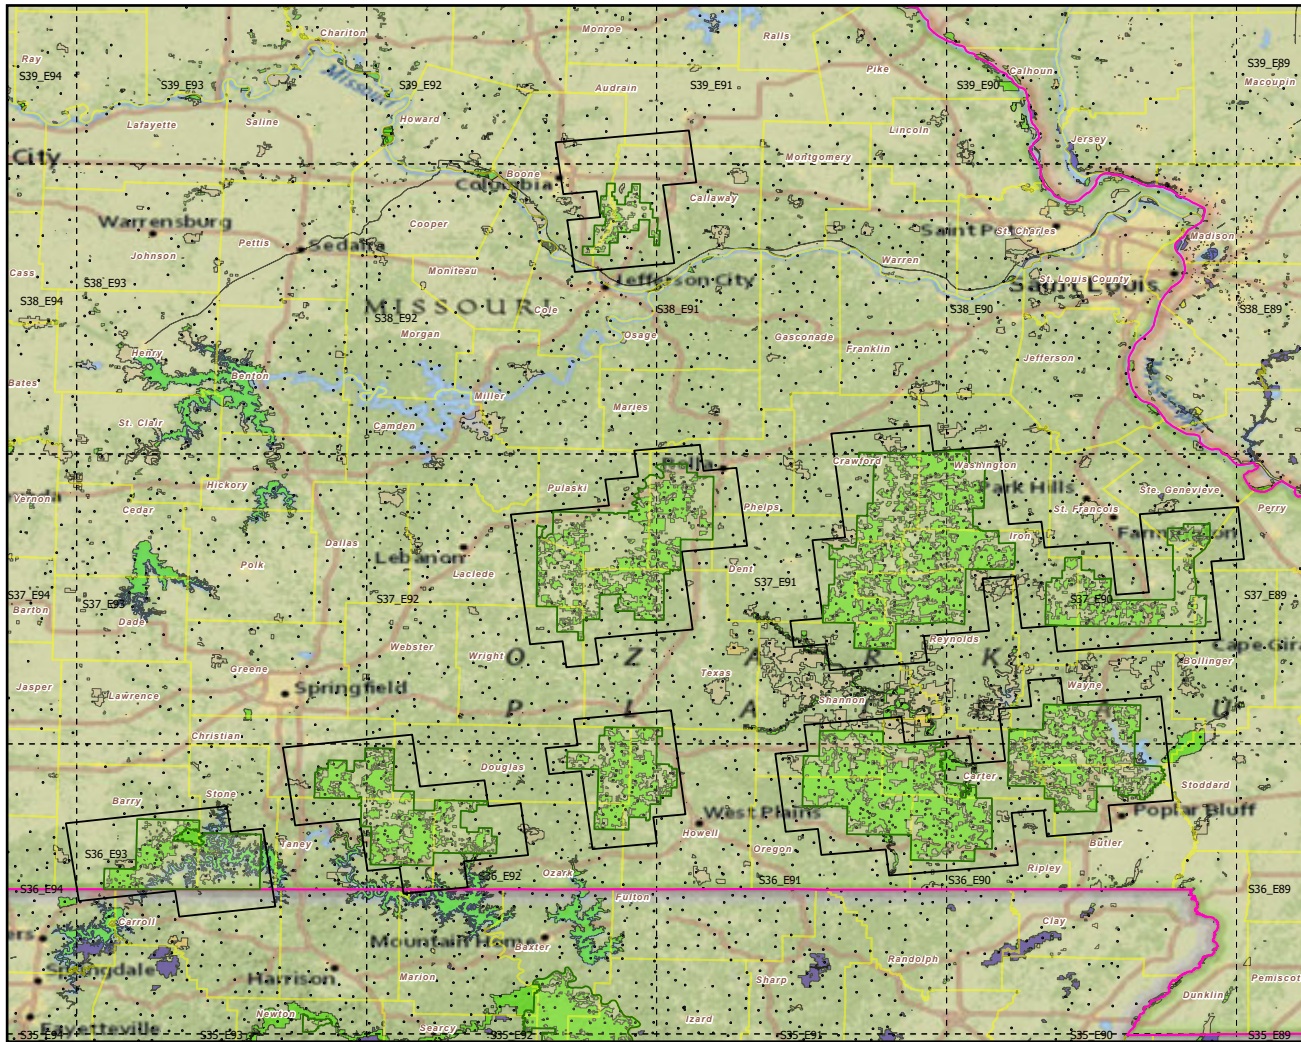 Chariton
Monroe
Ralls
Ray
Pike
Calhoun
S39_E94
S39_E93
S39_E92
S39_E91
S39_E90
S39_E89
Macoupin
Missouri
Audrain
Lafayette
Saline
Howard
Lincoln
Jersey
City
Montgomery
Boone
Columbia
Callaway
Warrensburg
Cooper
Saint
St. Charles
Pettis
Sedalia
Madison
Johnson
Warren
Cass
Moniteau
S38_E93
Jefferson City
St. Louis County
Saint Louis
S38_E94
MISSOURI
Cole
S38_E92
S38_E91
S38_E90
S38_E89
Morgan
Osage
Gasconade
Franklin
Henry
Jefferson
Benton
Bates
Miller
Maries
St. Clair
Camden
Rolla
Crawford
Washington
Hickory
Pulaski
Park Hills
Ste. Genevieve
Vernon
Cedar
Phelps
St. Francois
Perry
Iron
Farmington
Dallas
Lebanon
Polk
Laclede
Dent
S37_E91
S37_E94
S37_E93
S37_E92
S37_E90
S37_E89
Barton
Dade
Webster
Wright
Reynolds
O Z A R K
Cape Gira
Bollinger
Greene
Texas
Jasper
Springfield
Wayne
Lawrence
Shannon
P L A A U
Christian
Douglas
Carter
Stone
Stoddard
Barry
West Plains
Poplar Bluff
Howell
Taney
Oregon
Butler
S36_E93
Ozark
Ripley
S36_E94
S36_E92
S36_E91
S36_E90
S36_E89
Fulton
Carroll
Clay
ers
Mountain Home
Baxter
Springdale
Randolph
Harrison
Marion
Sharp
Pemiscot
Dunklin
Newton
Izard
Fayetteville
Searcy
S35_E94
S35_E93
S35_E92
S35_E91
S35_E90
S35_E89